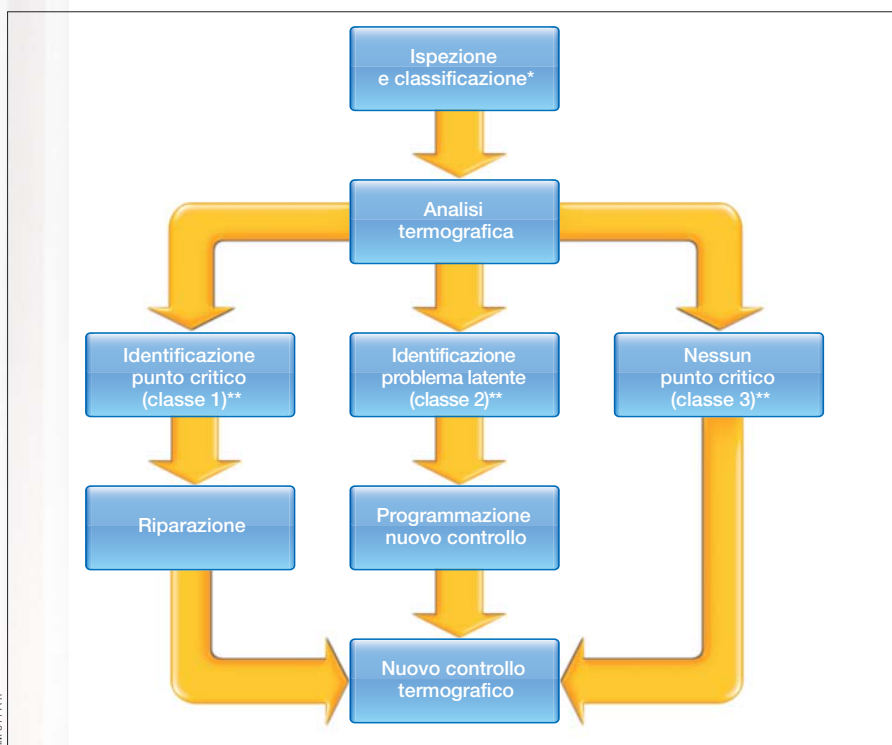 Ispezione
e classificazione*
Analisi
termografica
Identificazione
punto critico
(classe 1)**
Identificazione
problema latente
(classe 2)**
Nessun
punto critico
(classe 3)**
Riparazione
Programmazione
nuovo controllo
Nuovo controllo
termografico